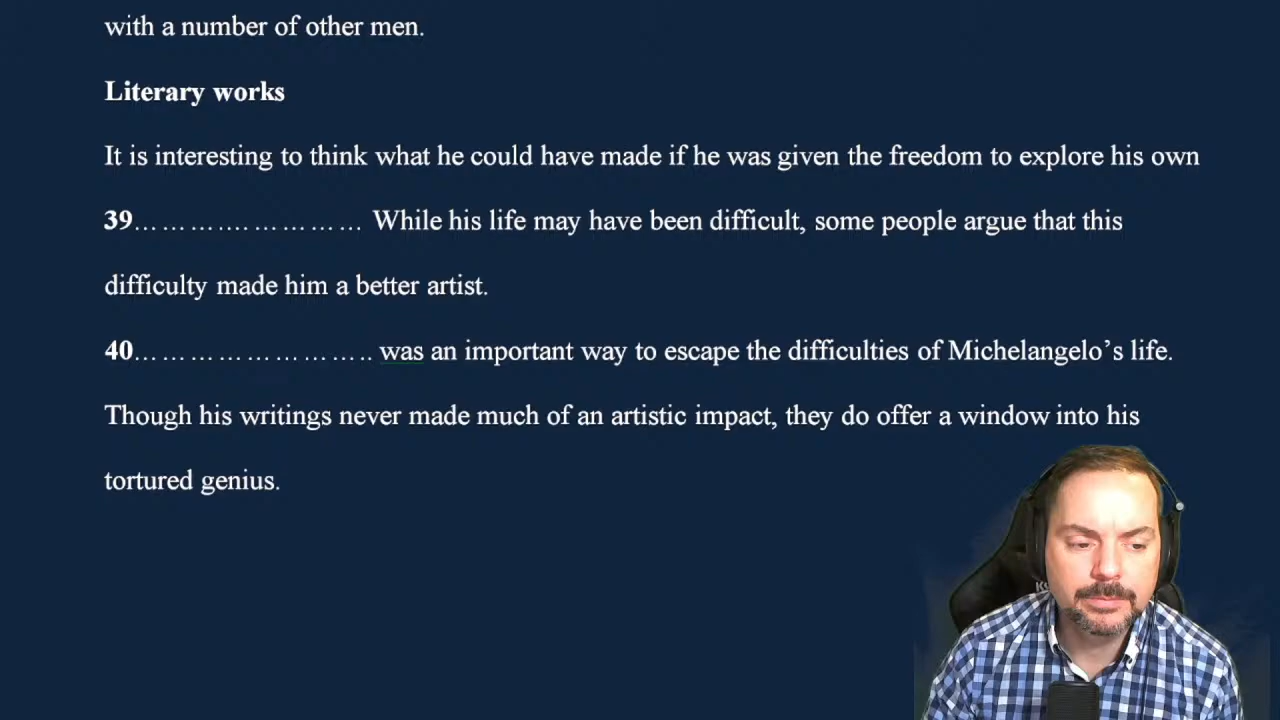 with a number of other men.
Literary works
It is interesting to think what he could have made if he was given the freedom to explore his own
39…………………… While his life may have been difficult, some people argue that this
difficulty made him a better artist.
40…………………….. was an important way to escape the difficulties of Michelangelo’s life.
Though his writings never made much of an artistic impact, they do offer a window into his
tortured genius.